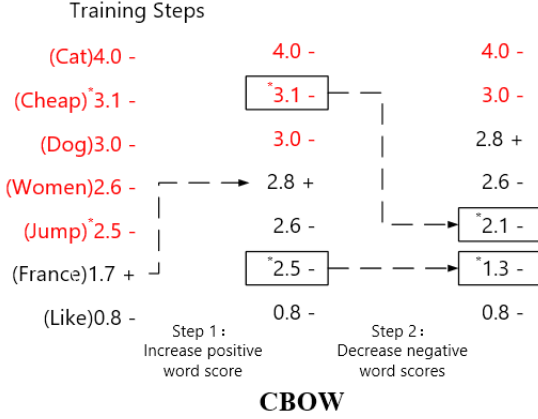 Training Steps
(Cat)4.0 - 4.0 - 4.0 -
(Cheap)*3.1 - *3.1 - 3.0 -
(Dog)3.0 - 3.0 - 2.8 +
(Women)2.6 - 2.8 + 2.6 -
(Jump)*2.5 - 2.6 - *2.1 -
(France)1.7 + *2.5 - *1.3 -
(Like)0.8 - 0.8 - 0.8 -
Step 1： Step 2：
Increase positive Decrease negative
word score word scores
CBOW